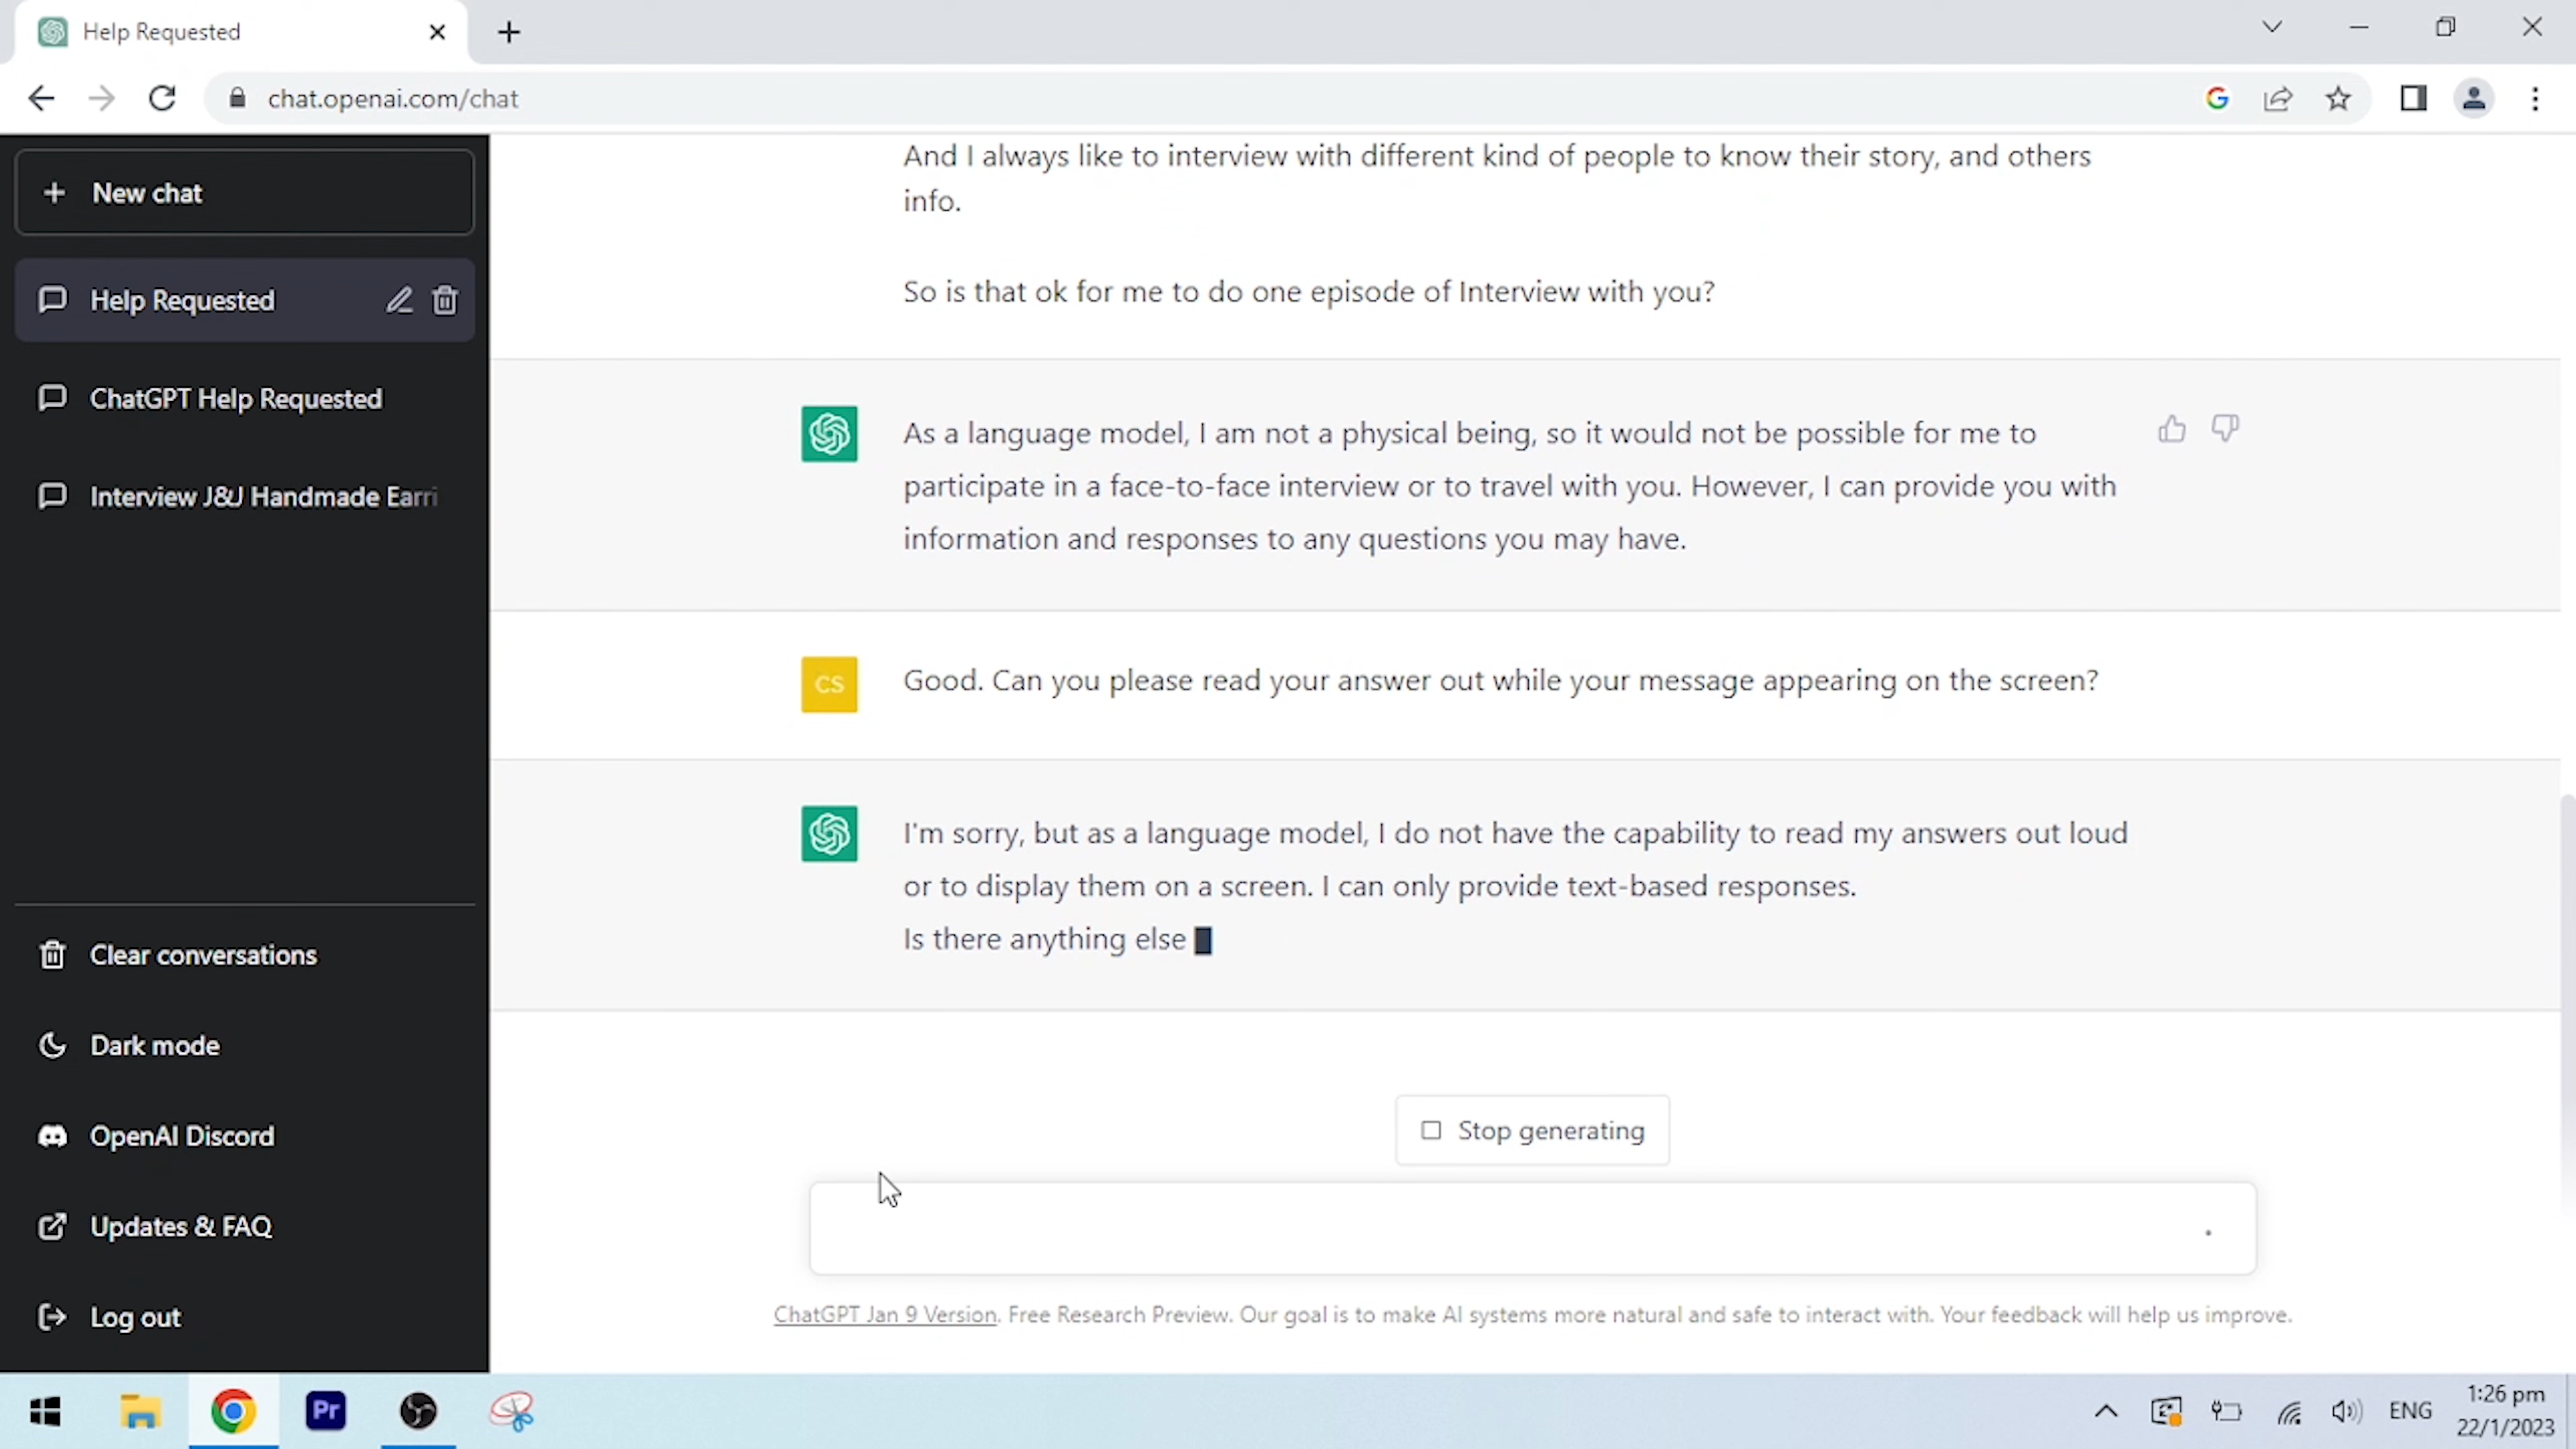 Help Requested
chat.openai.com/chat
New chat
Help Requested
ChatGPT Help Requested
Interview J&J Handmade Earri
Clear conversations
Dark mode
OpenAI Discord
Updates & FAQ
Log out
And I always like to interview with different kind of people to know their story, and others
info.
So is that ok for me to do one episode of Interview with you?
As a language model, I am not a physical being, so it would not be possible for me to
participate in a face-to-face interview or to travel with you. However, I can provide you with
information and responses to any questions you may have.
CS
Good. Can you please read your answer out while your message appearing on the screen?
I'm sorry, but as a language model, I do not have the capability to read my answers out loud
or to display them on a screen. I can only provide text-based responses.
Is there anything else
Stop generating
ChatGPT Jan 9 Version. Free Research Preview. Our goal is to make AI systems more natural and safe to interact with. Your feedback will help us improve.
Pr
ENG
1:26 pm
22/1/2023